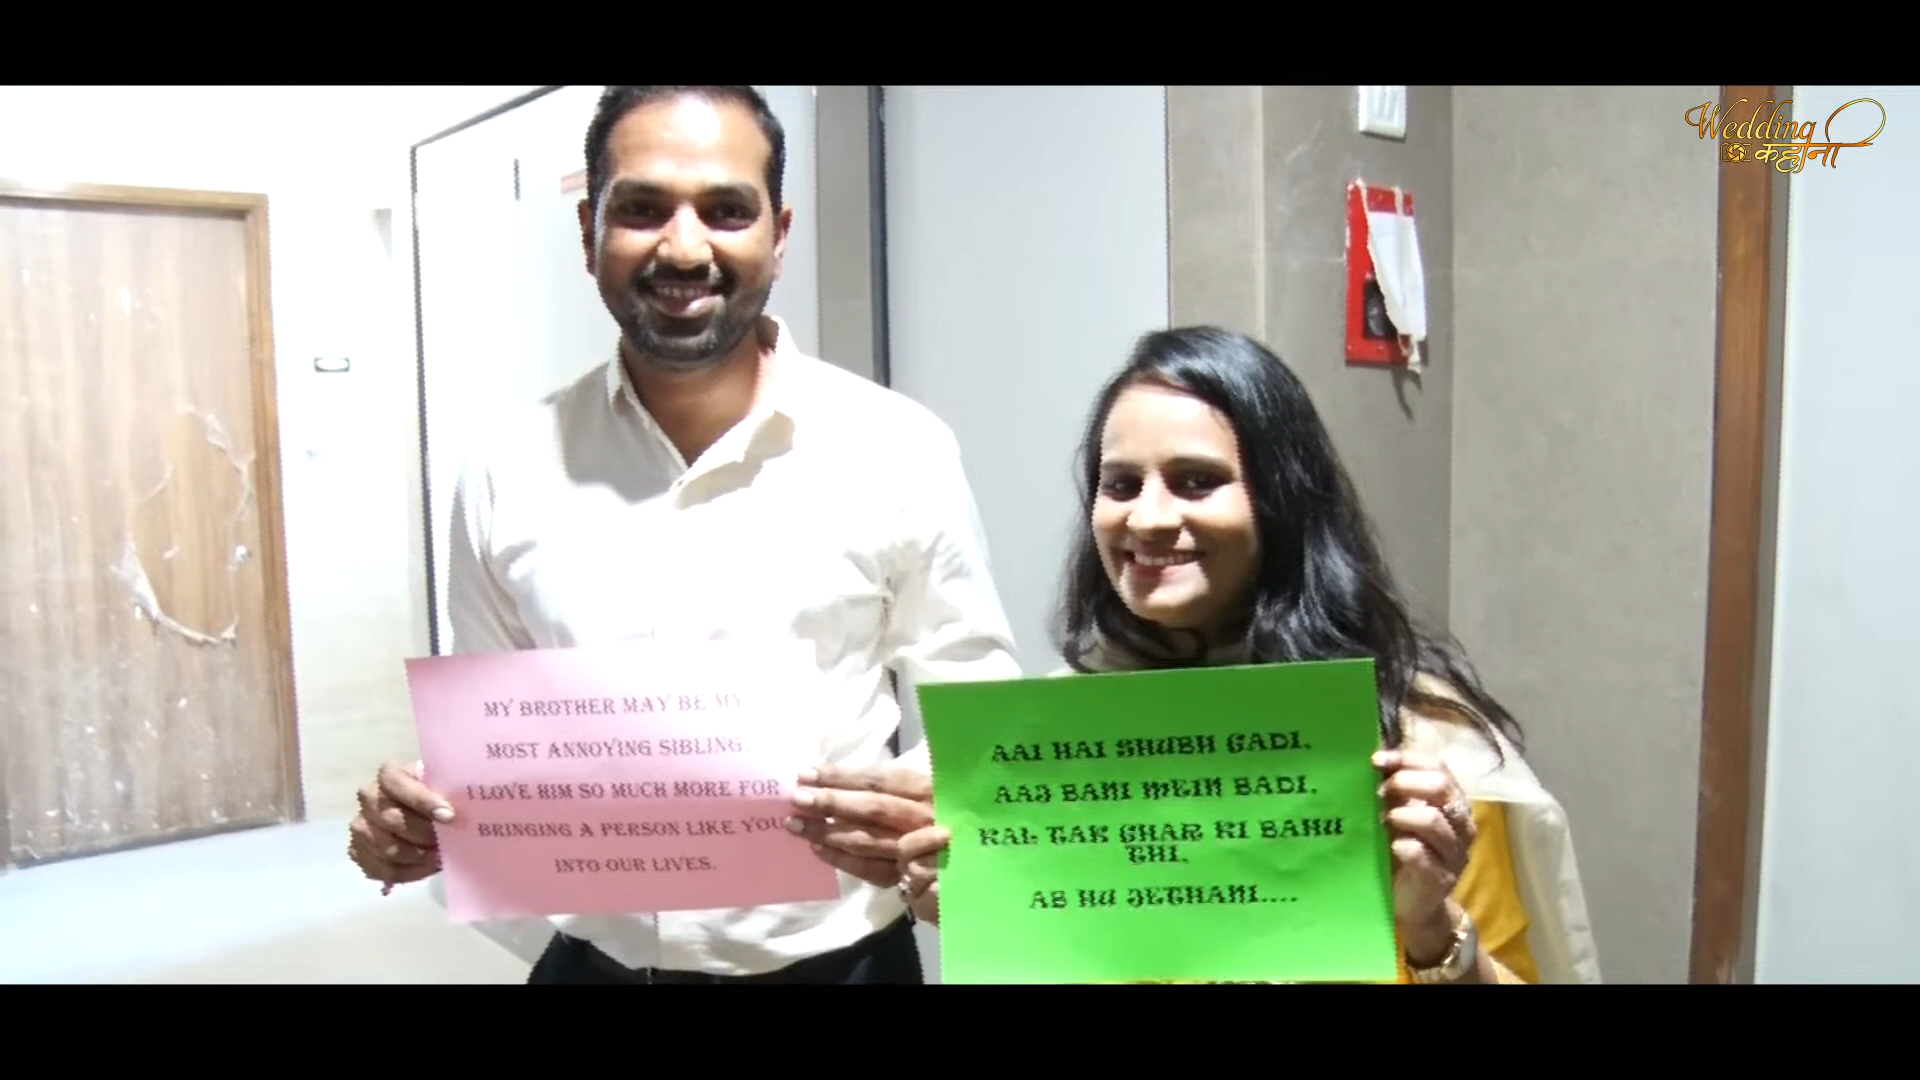 Wedding
कहानी
MY BROTHER MAY BE MY
MOST ANNOYING SIBLING.
I LOVE HIM SO MUCH MORE FOR
BRINGING A PERSON LIKE YOU
INTO OUR LIVES.
AAI HAI SHUBH GADI,
AAJ BANI MEIN BADI.
KAL TAK GHAR KI BAHU
THI,
AB HU JETHANI....